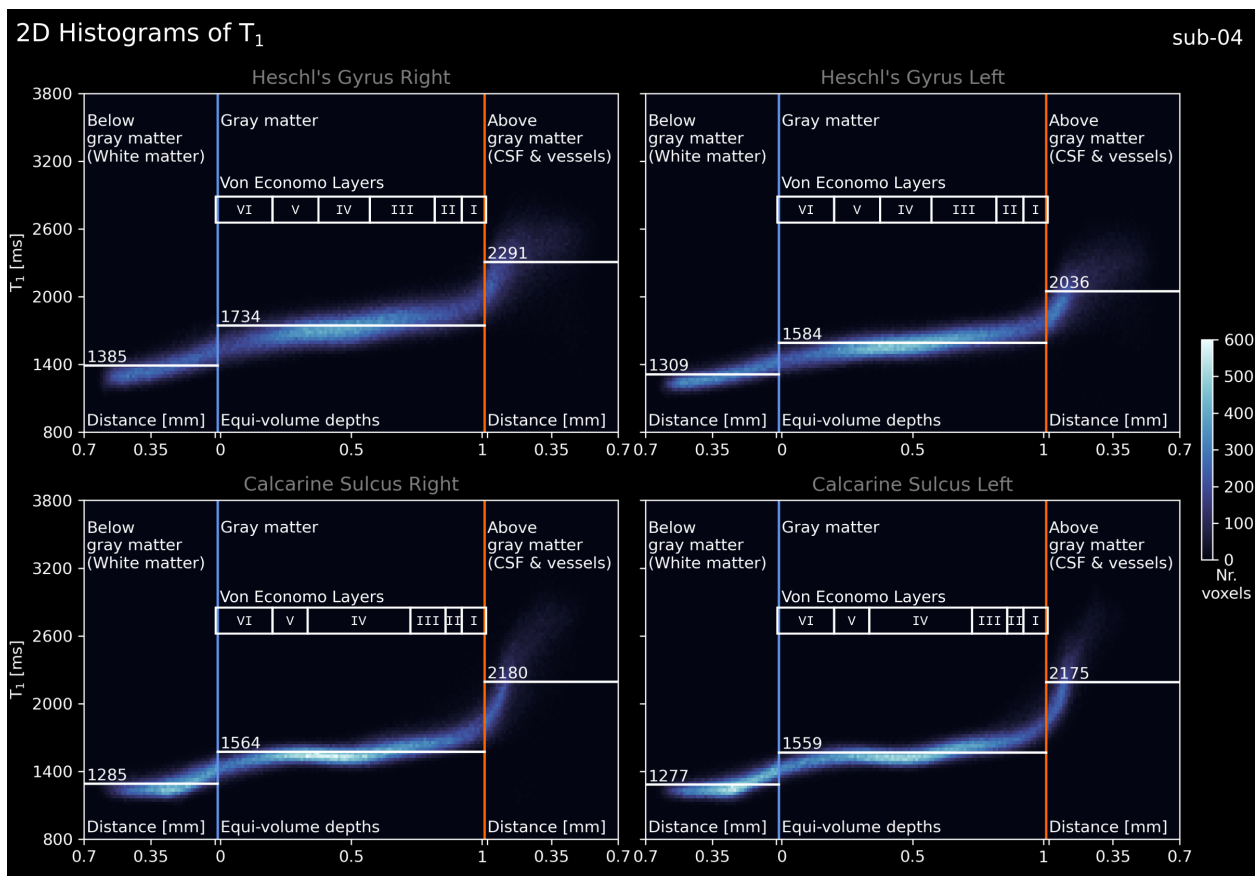 2D Histograms of T₁
sub-04
Heschl's Gyrus Right
Heschl's Gyrus Left
3800
3200
2600
2000
1400
800
T₁ [ms]
Below
gray matter
(White matter)
Gray matter
Above
gray matter
(CSF & vessels)
Von Economo Layers
VI V IV III II I
1385
1734
2291
Distance [mm]
Equi-volume depths
Distance [mm]
0.7 0.35 0 0.5 1 0.35 0.7
Below
gray matter
(White matter)
Gray matter
Above
gray matter
(CSF & vessels)
Von Economo Layers
VI V IV III II I
1309
1584
2036
Distance [mm]
Equi-volume depths
Distance [mm]
0.35 0 0.5 1 0.35 0.7
600
500
400
300
200
100
0
Nr.
voxels
Calcarine Sulcus Right
Calcarine Sulcus Left
3800
3200
2600
2000
1400
800
T₁ [ms]
Below
gray matter
(White matter)
Gray matter
Above
gray matter
(CSF & vessels)
Von Economo Layers
VI V IV III II I
1285
1564
2180
Distance [mm]
Equi-volume depths
Distance [mm]
0.7 0.35 0 0.5 1 0.35 0.7
Below
gray matter
(White matter)
Gray matter
Above
gray matter
(CSF & vessels)
Von Economo Layers
VI V IV III II I
1277
1559
2175
Distance [mm]
Equi-volume depths
Distance [mm]
0.35 0 0.5 1 0.35 0.7